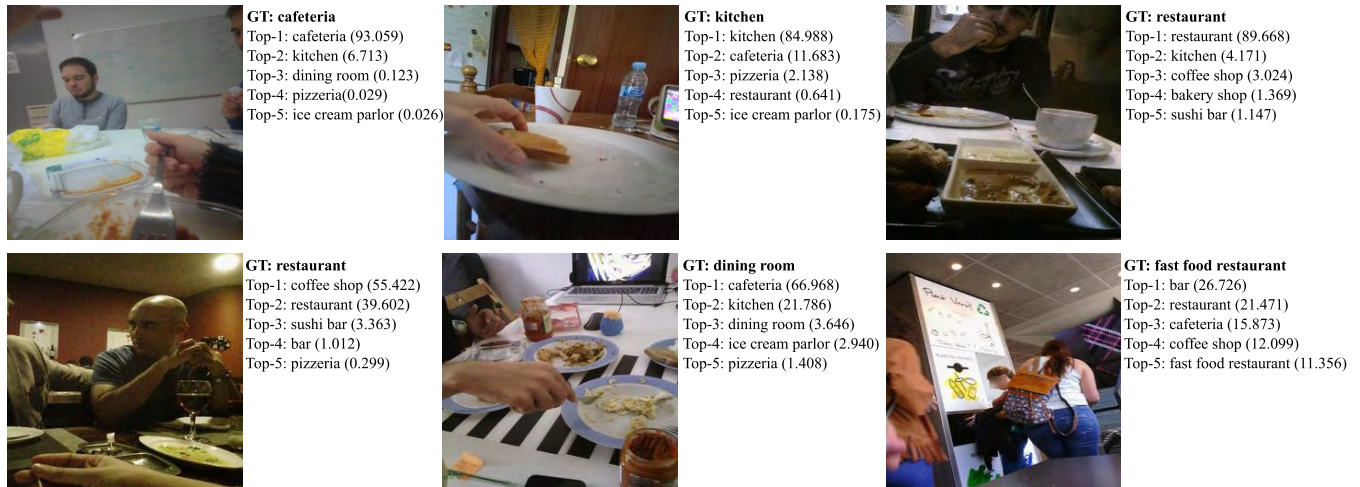 GT: cafeteria
Top-1: cafeteria (93.059)
Top-2: kitchen (6.713)
Top-3: dining room (0.123)
Top-4: pizzeria(0.029)
Top-5: ice cream parlor (0.026)
GT: kitchen
Top-1: kitchen (84.988)
Top-2: cafeteria (11.683)
Top-3: pizzeria (2.138)
Top-4: restaurant (0.641)
Top-5: ice cream parlor (0.175)
GT: restaurant
Top-1: restaurant (89.668)
Top-2: kitchen (4.171)
Top-3: coffee shop (3.024)
Top-4: bakery shop (1.369)
Top-5: sushi bar (1.147)
GT: restaurant
Top-1: coffee shop (55.422)
Top-2: restaurant (39.602)
Top-3: sushi bar (3.363)
Top-4: bar (1.012)
Top-5: pizzeria (0.299)
GT: dining room
Top-1: cafeteria (66.968)
Top-2: kitchen (21.786)
Top-3: dining room (3.646)
Top-4: ice cream parlor (2.940)
Top-5: pizzeria (1.408)
GT: fast food restaurant
Top-1: bar (26.726)
Top-2: restaurant (21.471)
Top-3: cafeteria (15.873)
Top-4: coffee shop (12.099)
Top-5: fast food restaurant (11.356)